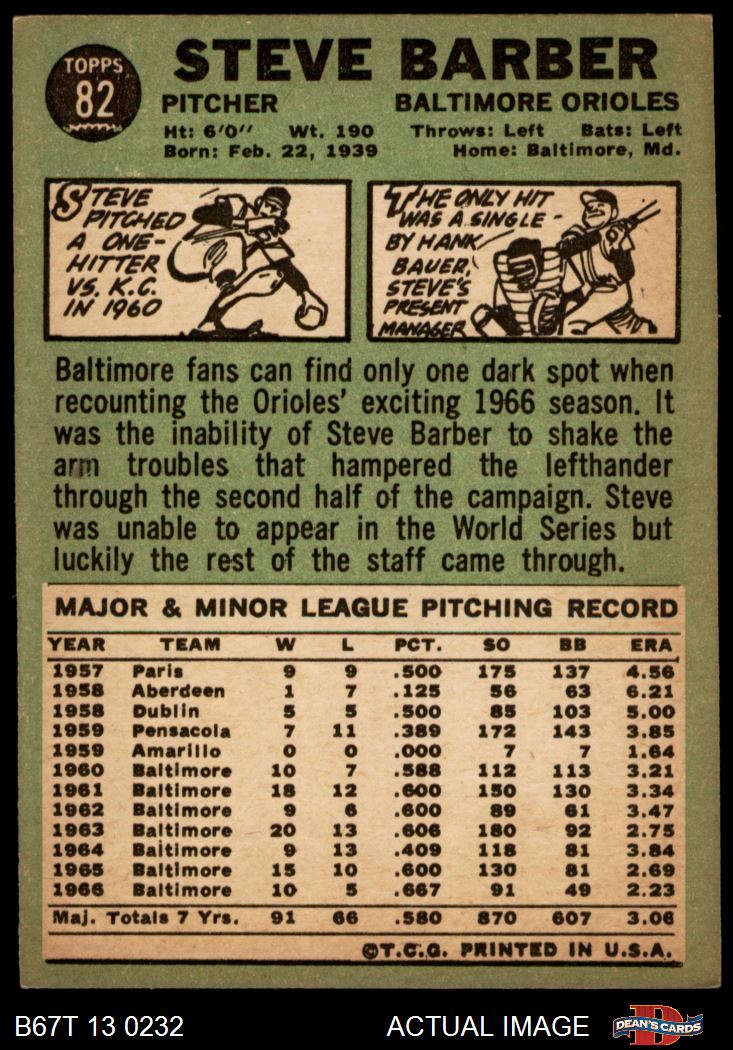 TOPPS
82
STEVE BARBER
PITCHER BALTIMORE ORIOLES
Ht: 6'0'' Wt. 190 Throws: Left Bats: Left
Born: Feb. 22, 1939 Home: Baltimore, Md.
STEVE
PITCHED
A ONE-
HITTER
VS. K.C.
IN 1960
THE ONLY HIT
WAS A SINGLE -
BY HANK
BAUER,
STEVE'S
PRESENT
MANAGER
Baltimore fans can find only one dark spot when
recounting the Orioles' exciting 1966 season. It
was the inability of Steve Barber to shake the
arm troubles that hampered the lefthander
through the second half of the campaign. Steve
was unable to appear in the World Series but
luckily the rest of the staff came through.
MAJOR & MINOR LEAGUE PITCHING RECORD
YEAR TEAM W L PCT. SO BB ERA
1957 Paris 9 9 .500 175 137 4.56
1958 Aberdeen 1 7 .125 56 63 6.21
1958 Dublin 5 5 .500 85 103 5.00
1959 Pensacola 7 11 .389 172 143 3.85
1959 Amarillo 0 0 .000 7 7 1.64
1960 Baltimore 10 7 .588 112 113 3.21
1961 Baltimore 18 12 .600 150 130 3.34
1962 Baltimore 9 6 .600 89 61 3.47
1963 Baltimore 20 13 .606 180 92 2.75
1964 Baltimore 9 13 .409 118 81 3.84
1965 Baltimore 15 10 .600 130 81 2.69
1966 Baltimore 10 5 .667 91 49 2.23
Maj. Totals 7 Yrs. 91 66 .580 870 607 3.06
©T.C.G. PRINTED IN U.S.A.
B67T 13 0232 ACTUAL IMAGE DEAN'S CARDS